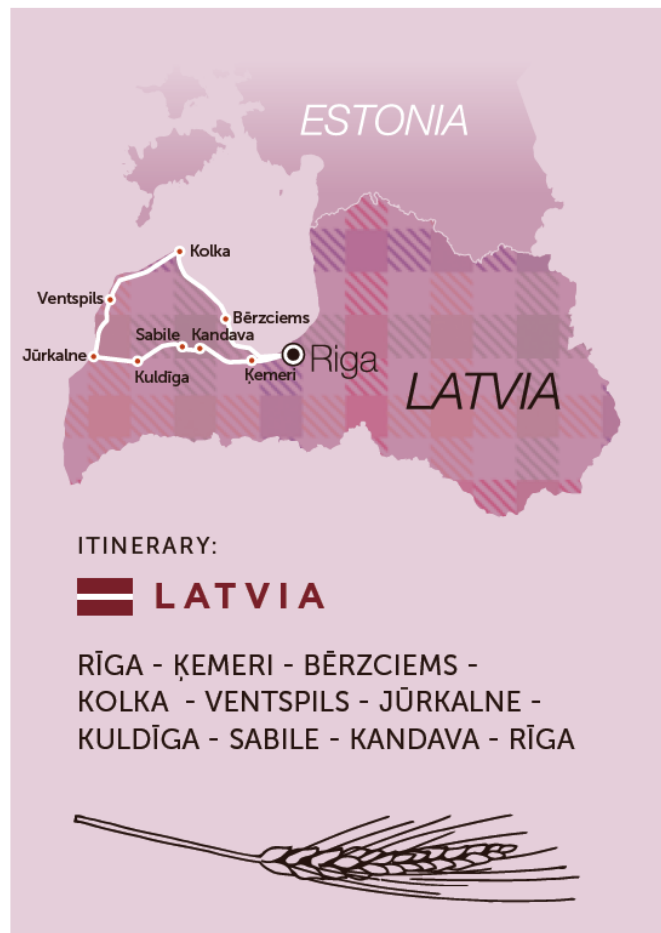 ESTONIA
Kolka
Ventspils
Bērzciems
Sabile
Kandava
Jūrkalne
Kuldīga
Ķemeri
Riga
LATVIA
ITINERARY:
LATVIA
RĪGA - ĶEMERI - BĒRZCIEMS -
KOLKA - VENTSPILS - JŪRKALNE -
KULDĪGA - SABILE - KANDAVA - RĪGA